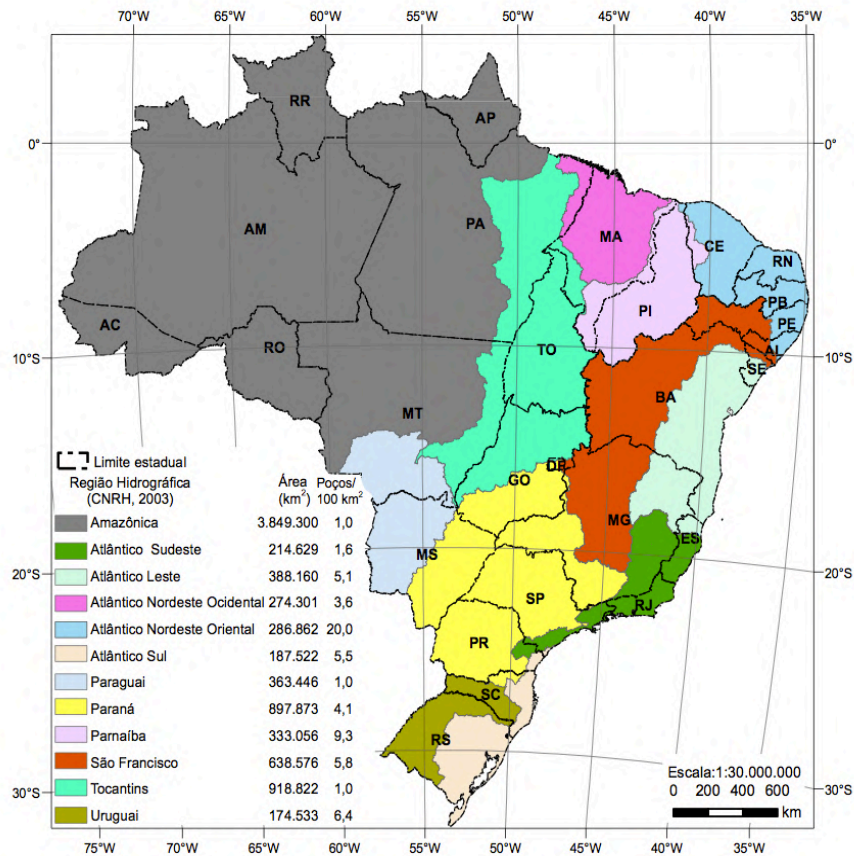 70°W 65°W 60°W 55°W 50°W 45°W 40°W 35°W
RR
AP
0° 0°
PA
AM
MA
CE
RN
PB
PI
PE
AC
RO
TO
AL
10°S 10°S
SE
BA
MT
Limite estadual
Região Hidrográfica
(CNRH, 2003)
Área
(km²)
Poços/
100 km²
Amazônica 3.849.300 1,0
Atlântico Sudeste 214.629 1,6
Atlântico Leste 388.160 5,1
Atlântico Nordeste Ocidental 274.301 3,6
Atlântico Nordeste Oriental 286.862 20,0
Atlântico Sul 187.522 5,5
Paraguai 363.446 1,0
Paraná 897.873 4,1
Parnaíba 333.056 9,3
São Francisco 638.576 5,8
Tocantins 918.822 1,0
Uruguai 174.533 6,4
DF
GO
MG
ES
MS
20°S 20°S
SP
RJ
PR
SC
RS
Escala:1:30.000.000
0 200 400 600
km
30°S 30°S
75°W 70°W 65°W 60°W 55°W 50°W 45°W 40°W 35°W